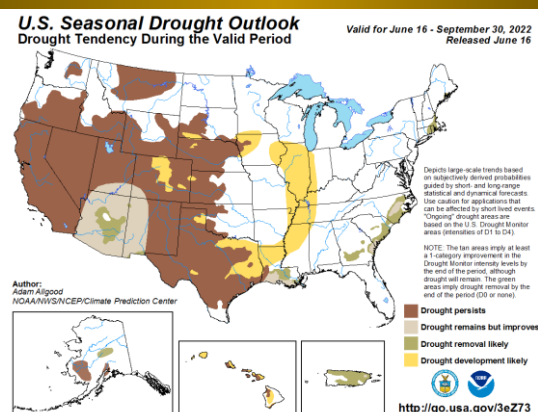 U.S. Seasonal Drought Outlook
Drought Tendency During the Valid Period
Valid for June 16 - September 30, 2022
Released June 16
Depicts large-scale trends based
on subjectively derived probabilities
guided by short- and long-range
statistical and dynamical forecasts.
Use caution for applications that
can be affected by short lived events.
"Ongoing" drought areas are
based on the U.S. Drought Monitor
areas (intensities of D1 to D4).
NOTE: The tan areas imply at least
a 1-category improvement in the
Drought Monitor intensity levels by
the end of the period, although
drought will remain. The green
areas imply drought removal by the
end of the period (D0 or none).
Author:
Adam Allgood
NOAA/NWS/NCEP/Climate Prediction Center
Drought persists
Drought remains but improves
Drought removal likely
Drought development likely
http://go.usa.gov/3eZ73